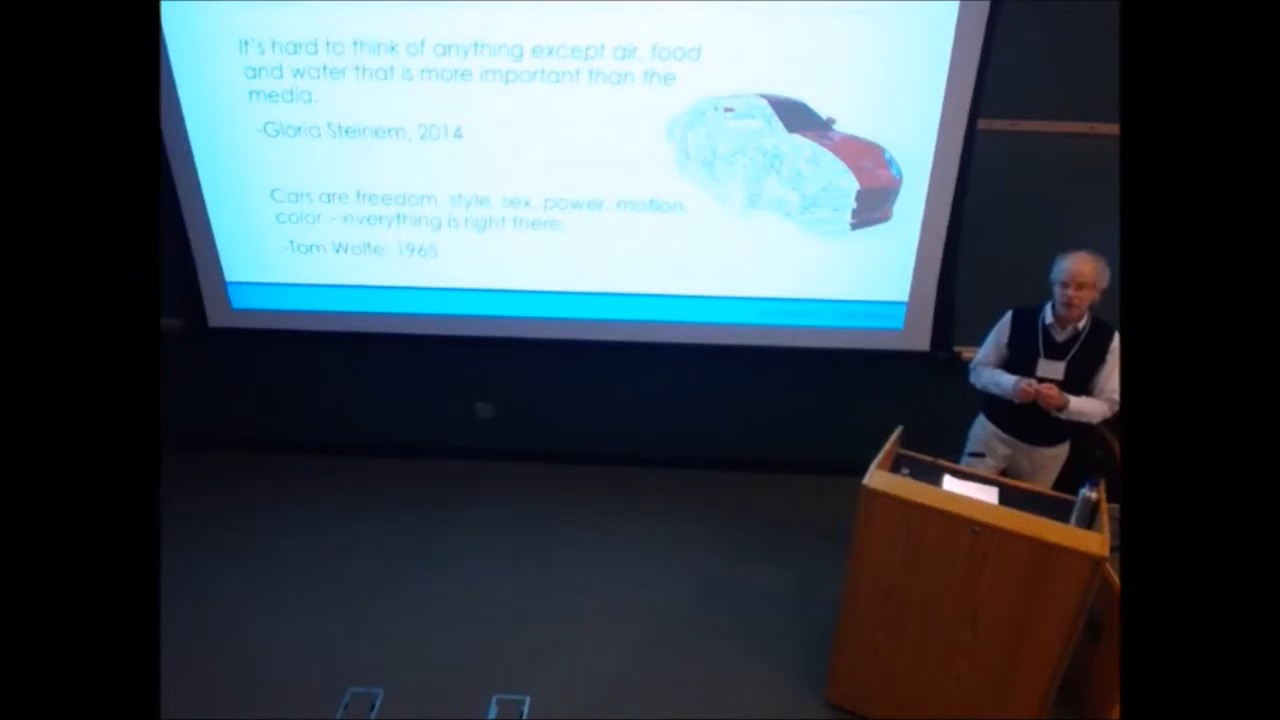 It's hard to think of anything except air, food
and water that is more important than the
media.
-Gloria Steinem, 2014
Cars are freedom, style, sex, power, motion,
color – everything is right there.
-Tom Wolfe, 1965